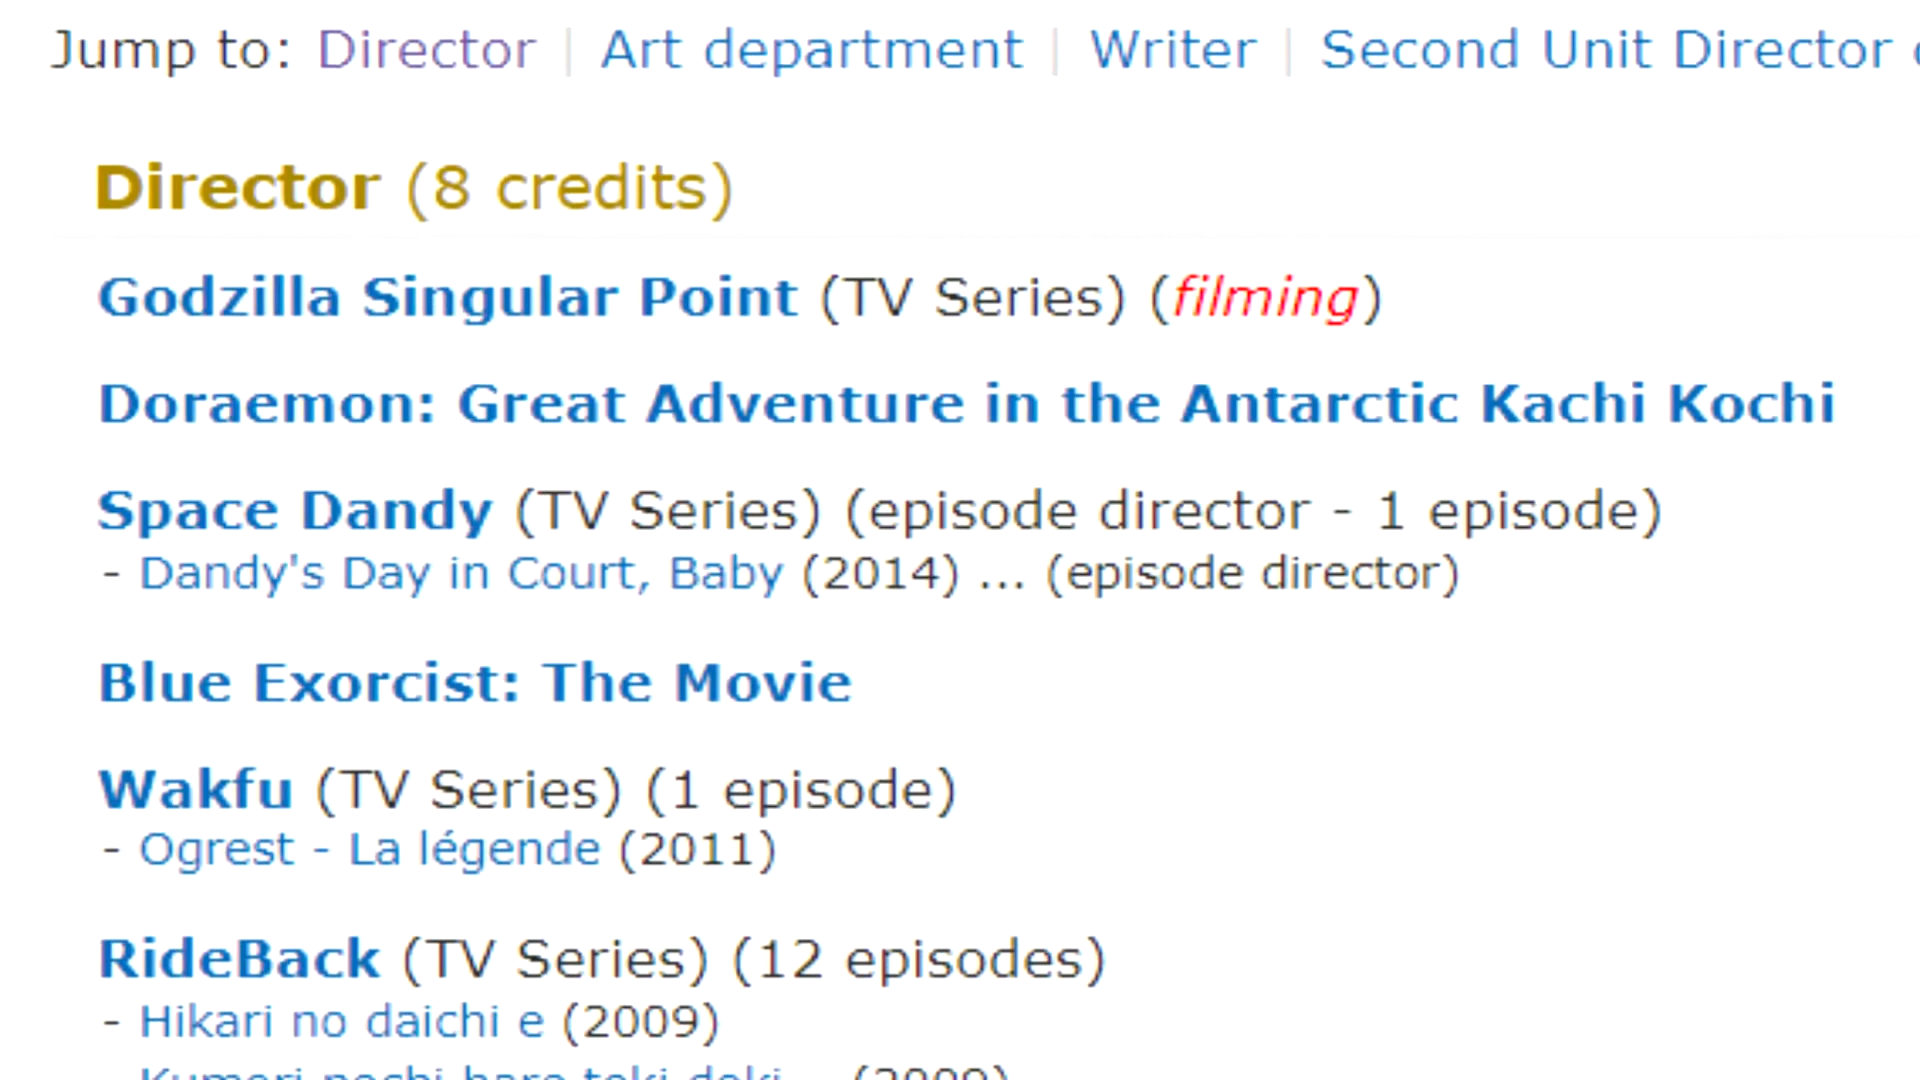 Jump to: Director | Art department | Writer | Second Unit Director
Director (8 credits)
Godzilla Singular Point (TV Series) (filming)
Doraemon: Great Adventure in the Antarctic Kachi Kochi
Space Dandy (TV Series) (episode director - 1 episode)
- Dandy's Day in Court, Baby (2014) ... (episode director)
Blue Exorcist: The Movie
Wakfu (TV Series) (1 episode)
- Ogrest - La légende (2011)
RideBack (TV Series) (12 episodes)
- Hikari no daichi e (2009)